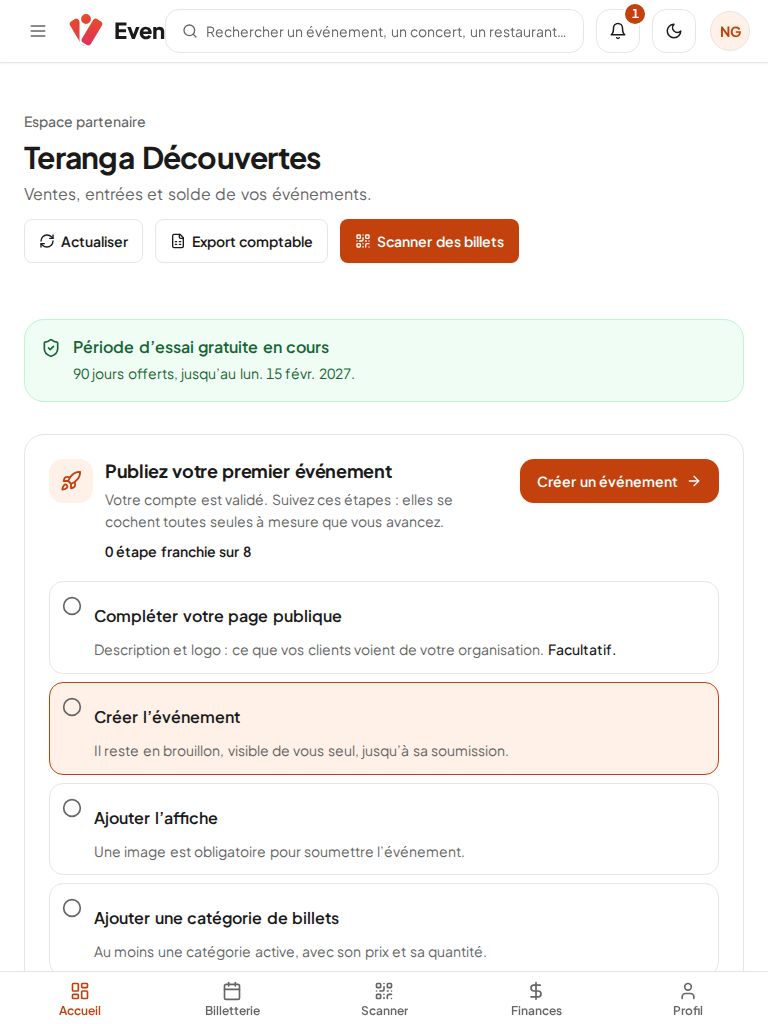 Even
Rechercher un événement, un concert, un restaurant...
1
NG
Espace partenaire
Teranga Découvertes
Ventes, entrées et solde de vos événements.
Actualiser
Export comptable
Scanner des billets
Période d’essai gratuite en cours
90 jours offerts, jusqu’au lun. 15 févr. 2027.
Publiez votre premier événement
Créer un événement
Votre compte est validé. Suivez ces étapes : elles se
cochent toutes seules à mesure que vous avancez.
0 étape franchie sur 8
Compléter votre page publique
Description et logo : ce que vos clients voient de votre organisation. Facultatif.
Créer l’événement
Il reste en brouillon, visible de vous seul, jusqu’à sa soumission.
Ajouter l’affiche
Une image est obligatoire pour soumettre l’événement.
Ajouter une catégorie de billets
Au moins une catégorie active, avec son prix et sa quantité.
Accueil
Billetterie
Scanner
Finances
Profil